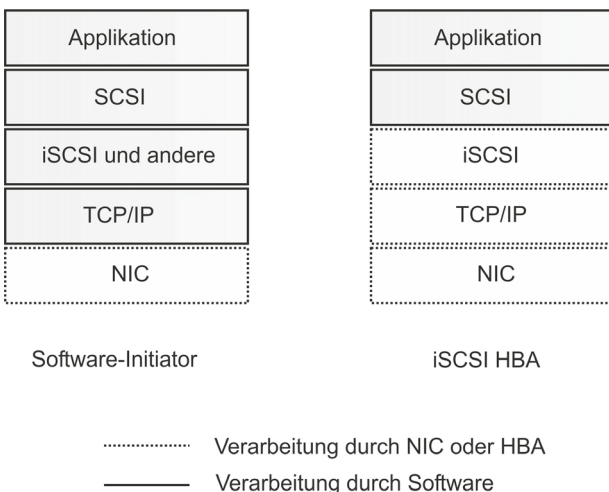 Applikation
SCSI
iSCSI und andere
TCP/IP
NIC
Software-Initiator
Applikation
SCSI
iSCSI
TCP/IP
NIC
iSCSI HBA
Verarbeitung durch NIC oder HBA
Verarbeitung durch Software